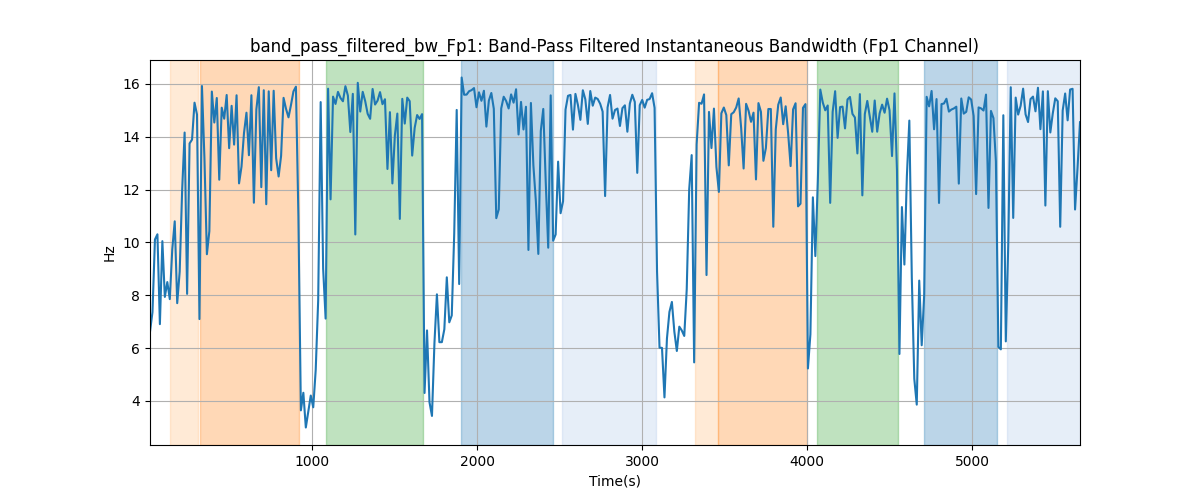 band_pass_filtered_bw_Fp1: Band-Pass Filtered Instantaneous Bandwidth (Fp1 Channel)
16
14
12
10
8
6
4
Hz
1000 2000 3000 4000 5000
Time(s)